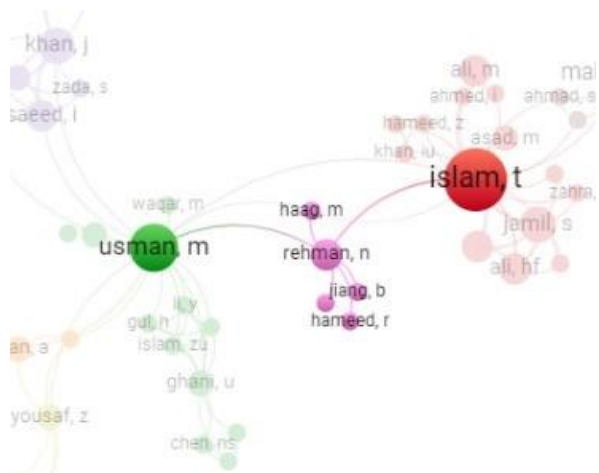 khan, j
zada, s
saeed, i
ali, m
mal
ahmed, i
ahmad, s
hameed, z
asad, m
khan, iu
islam, t
zahra,
waqar, m
haag, m
jamil, s
usman, m
rehman, n
ali, hf
jiang, b
li, y
gul, h
hameed, r
islam, zu
an, a
ghani, u
yousaf, z
chen, ns